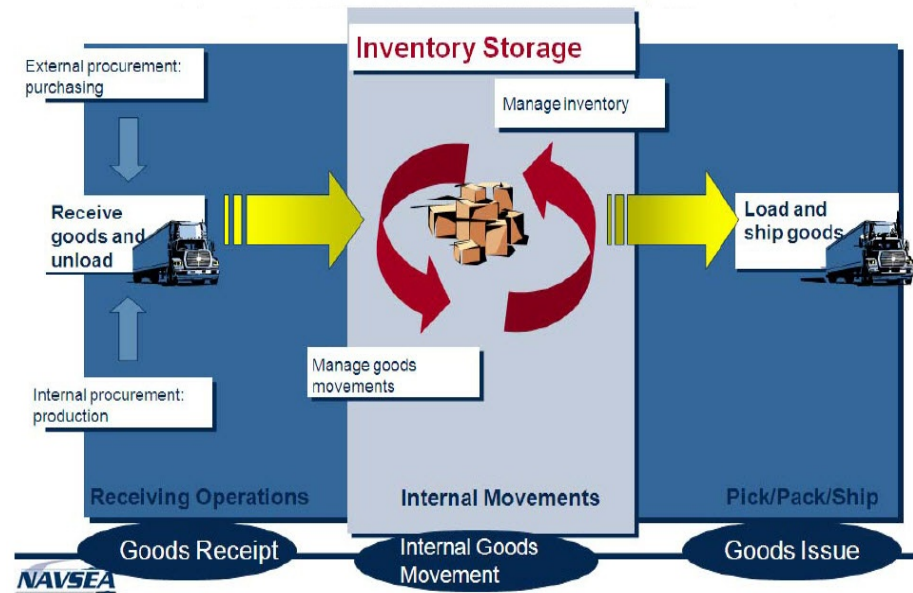 Inventory Storage
External procurement:
purchasing
Manage inventory
Receive
goods and
unload
Load and
ship goods
Manage goods
movements
Internal procurement:
production
Receiving Operations
Internal Movements
Pick/Pack/Ship
Goods Receipt
Internal Goods
Movement
Goods Issue
NAVSEA